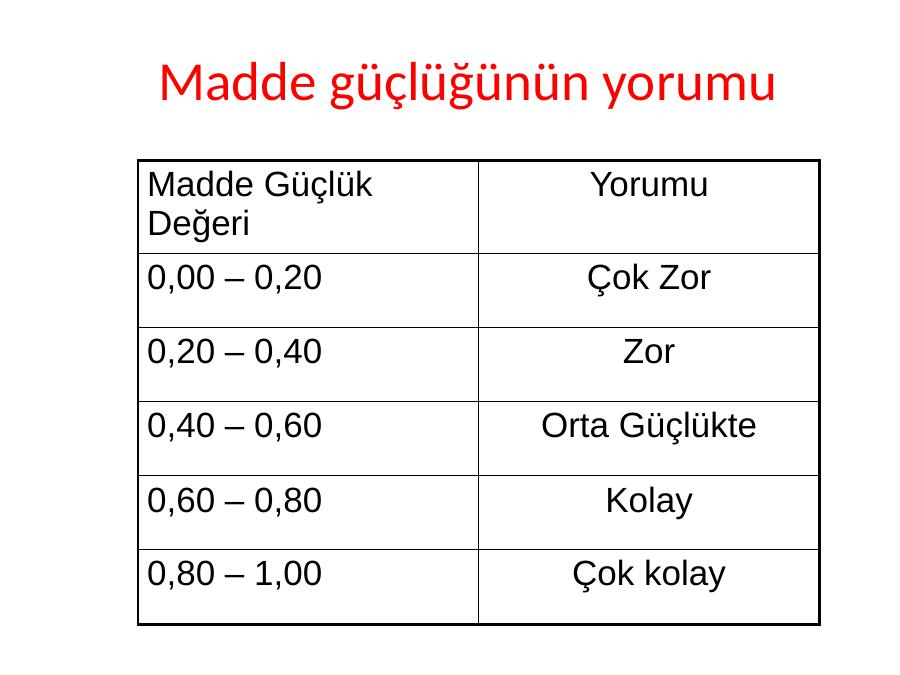 Madde güçlüğünün yorumu
Madde Güçlük
Değeri
Yorumu
0,00 – 0,20
Çok Zor
0,20 – 0,40
Zor
0,40 – 0,60
Orta Güçlükte
0,60 – 0,80
Kolay
0,80 – 1,00
Çok kolay